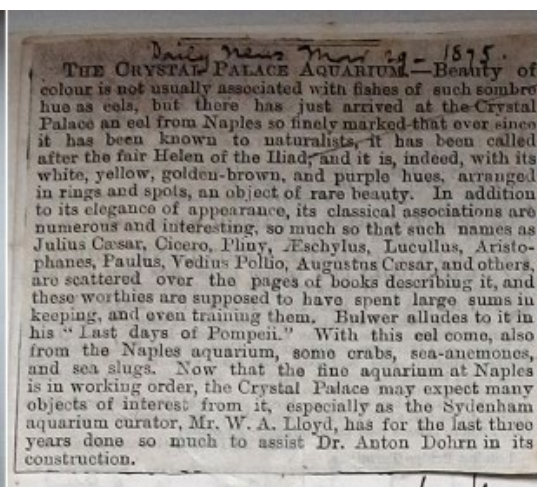 Daily News Mar 29 - 1875.
THE CRYSTAL PALACE AQUARIUM.—Beauty of
colour is not usually associated with fishes of such sombre
hue as eels, but there has just arrived at the Crystal
Palace an eel from Naples so finely marked that ever since
it has been known to naturalists, it has been called
after the fair Helen of the Iliad, and it is, indeed, with its
white, yellow, golden-brown, and purple hues, arranged
in rings and spots, an object of rare beauty. In addition
to its elegance of appearance, its classical associations are
numerous and interesting, so much so that such names as
Julius Cæsar, Cicero, Pliny, Æschylus, Lucullus, Aristo-
phanes, Paulus, Vedius Pollio, Augustus Cæsar, and others,
are scattered over the pages of books describing it, and
these worthies are supposed to have spent large sums in
keeping, and even training them. Bulwer alludes to it in
his “Last days of Pompeii.” With this eel come, also
from the Naples aquarium, some crabs, sea-anemones,
and sea slugs. Now that the fine aquarium at Naples
is in working order, the Crystal Palace may expect many
objects of interest from it, especially as the Sydenham
aquarium curator, Mr. W. A. Lloyd, has for the last three
years done so much to assist Dr. Anton Dohrn in its
construction.